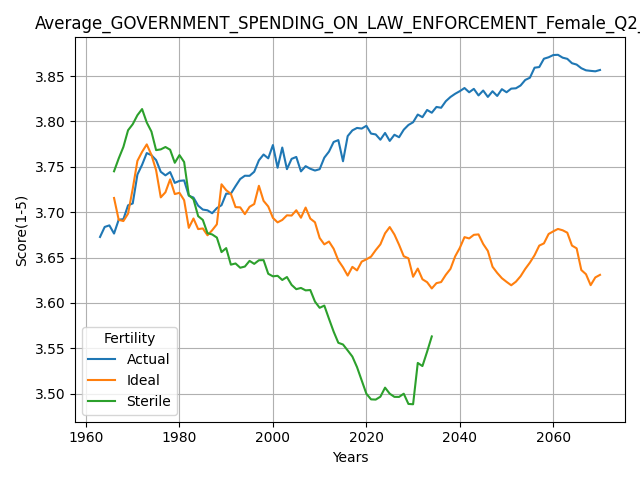 Average_GOVERNMENT_SPENDING_ON_LAW_ENFORCEMENT_Female_Q2_
Score(1-5)
3.85
3.80
3.75
3.70
3.65
3.60
3.55
3.50
Fertility
Actual
Ideal
Sterile
1960 1980 2000 2020 2040 2060
Years